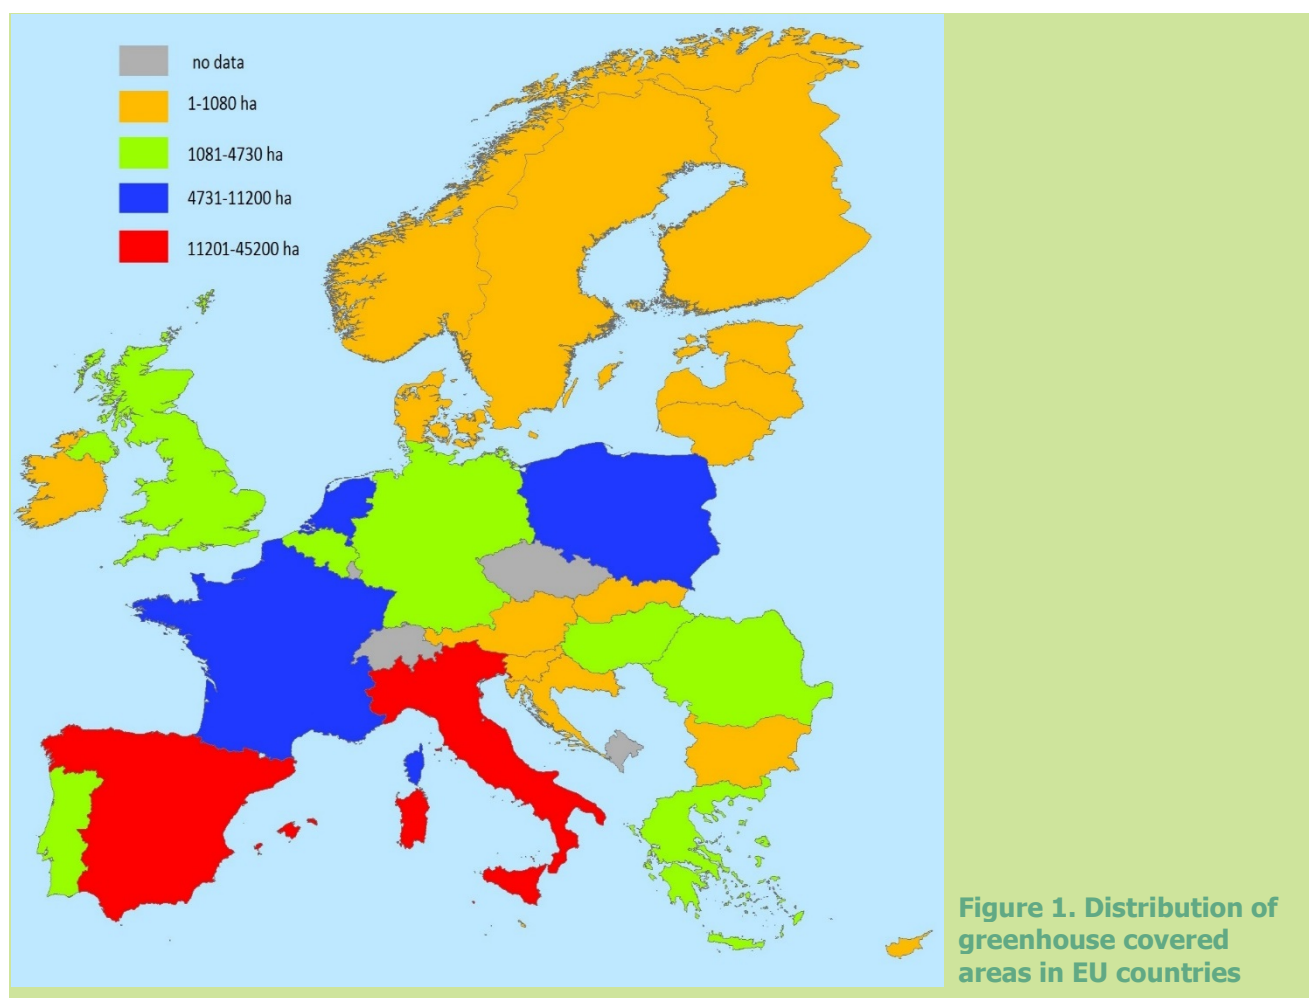 no data
1-1080 ha
1081-4730 ha
4731-11200 ha
11201-45200 ha
Figure 1. Distribution of
greenhouse covered
areas in EU countries